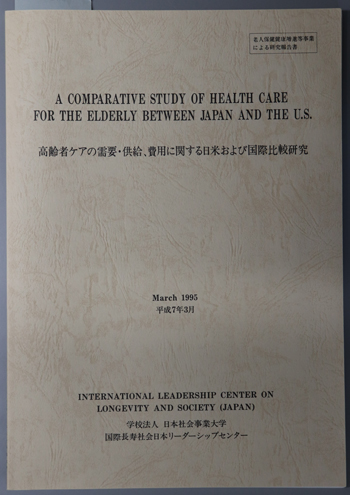 老人保健健康増進等事業
による研究報告書
A COMPARATIVE STUDY OF HEALTH CARE
FOR THE ELDERLY BETWEEN JAPAN AND THE U.S.
高齢者ケアの需要・供給、費用に関する日米および国際比較研究
March 1995
平成7年3月
INTERNATIONAL LEADERSHIP CENTER ON
LONGEVITY AND SOCIETY (JAPAN)
学校法人 日本社会事業大学
国際長寿社会日本リーダーシップセンター